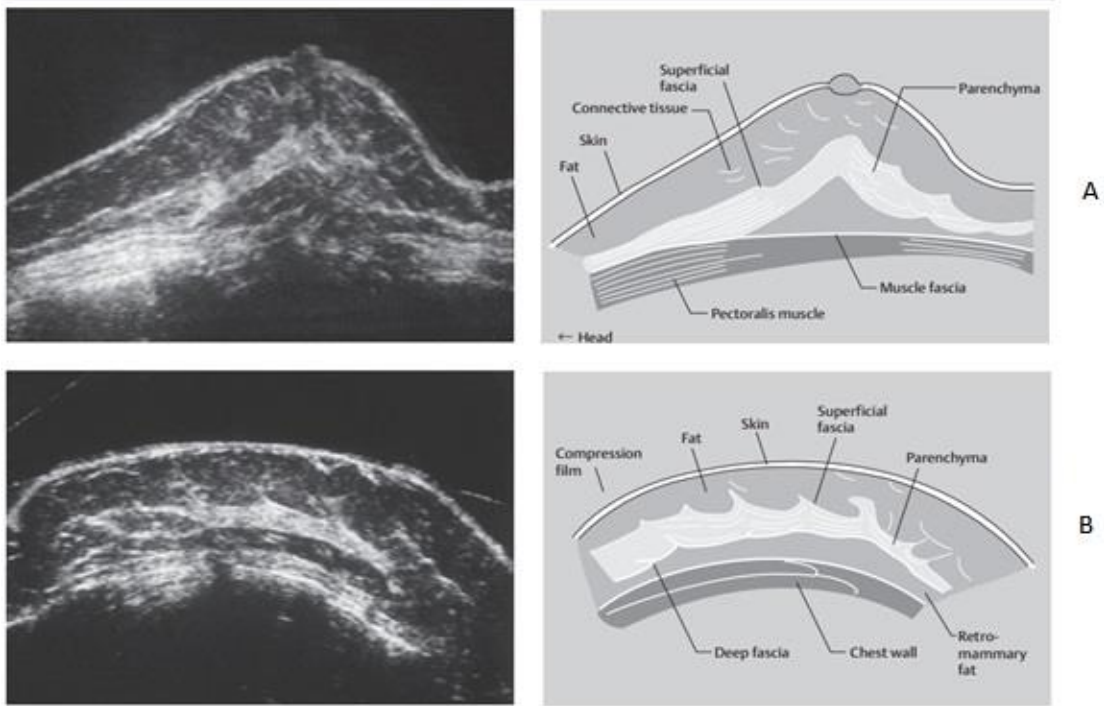 Superficial
fascia
Connective tissue
Parenchyma
Skin
Fat
A
Muscle fascia
Pectoralis muscle
← Head
Superficial
fascia
Skin
Fat
Compression
film
Parenchyma
B
Deep fascia
Chest wall
Retro-
mammary
fat